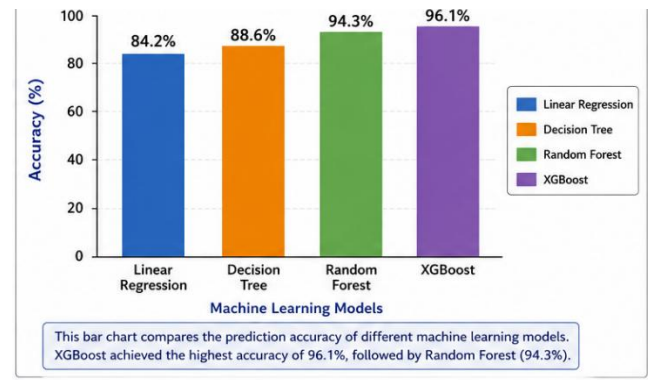 100
84.2%
88.6%
94.3%
96.1%
80
60
40
20
0
Accuracy (%)
Linear Regression
Decision Tree
Random Forest
XGBoost
Linear
Regression
Decision
Tree
Random
Forest
XGBoost
Machine Learning Models
This bar chart compares the prediction accuracy of different machine learning models.
XGBoost achieved the highest accuracy of 96.1%, followed by Random Forest (94.3%).